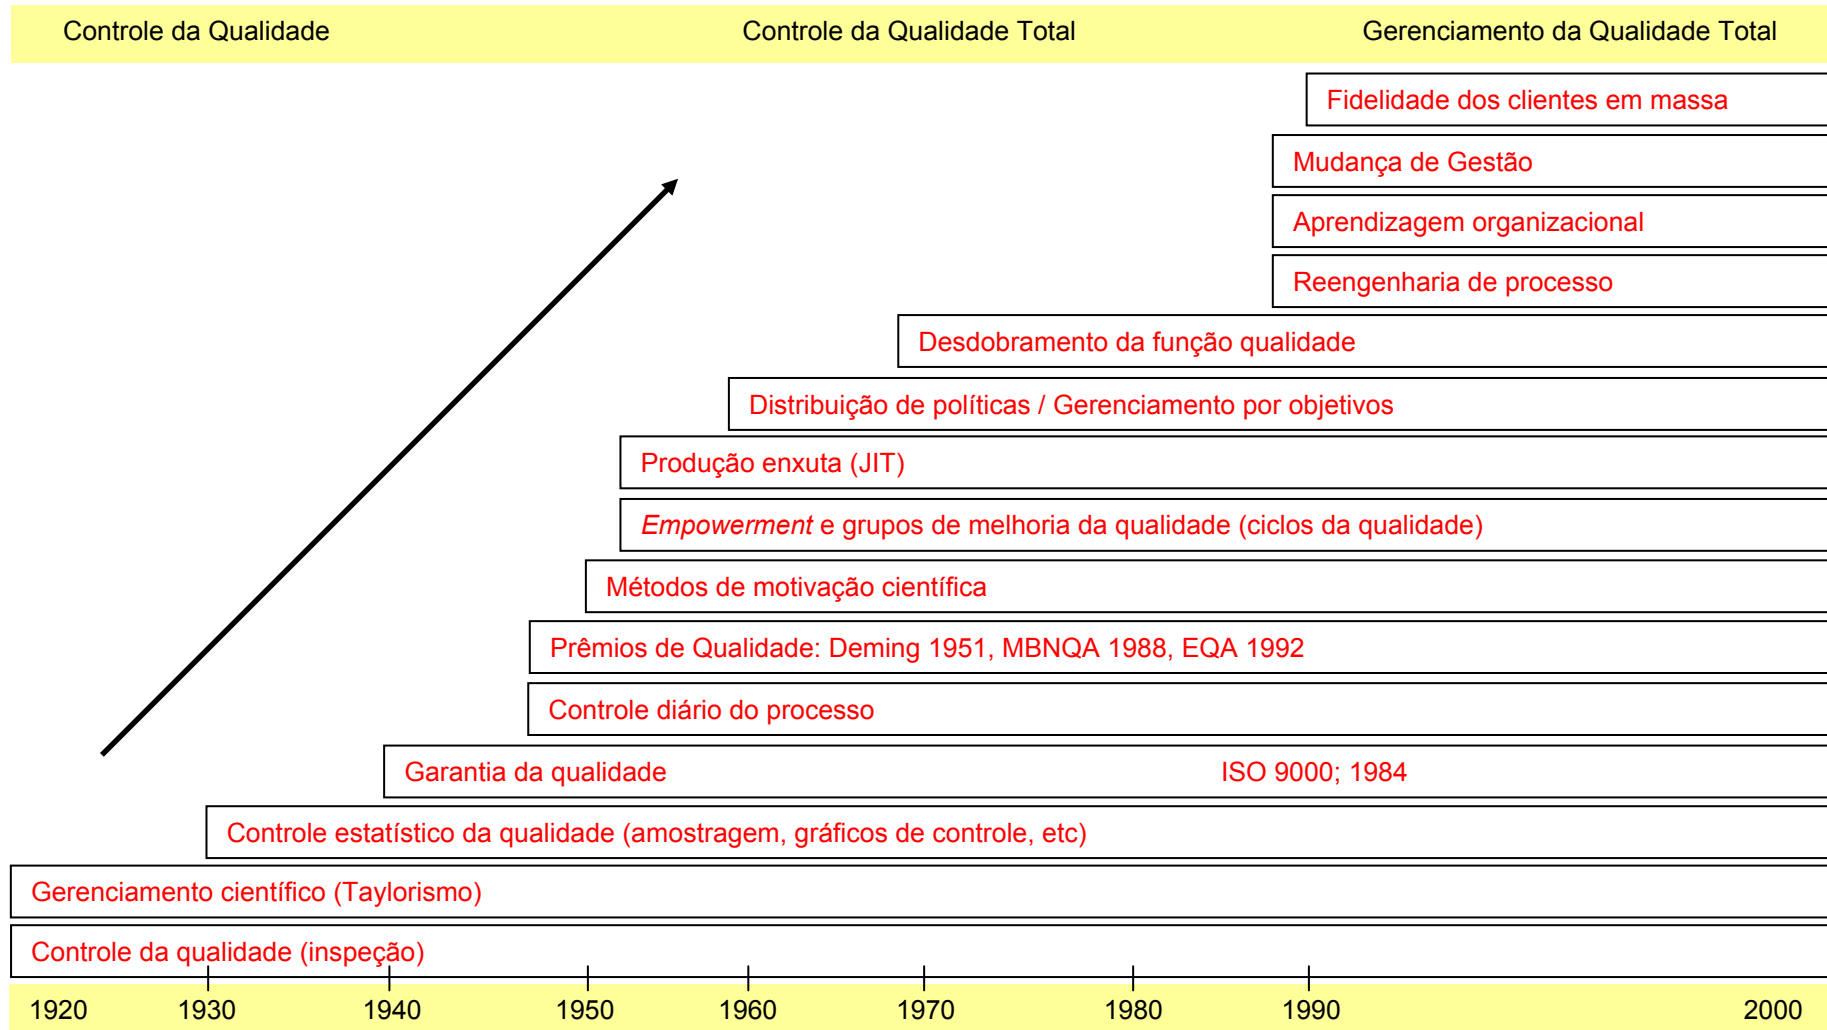 Controle da Qualidade Controle da Qualidade Total Gerenciamento da Qualidade Total
Fidelidade dos clientes em massa
Mudança de Gestão
Aprendizagem organizacional
Reengenharia de processo
Desdobramento da função qualidade
Distribuição de políticas / Gerenciamento por objetivos
Produção enxuta (JIT)
Empowerment e grupos de melhoria da qualidade (ciclos da qualidade)
Métodos de motivação científica
Prêmios de Qualidade: Deming 1951, MBNQA 1988, EQA 1992
Controle diário do processo
Garantia da qualidade ISO 9000; 1984
Controle estatístico da qualidade (amostragem, gráficos de controle, etc)
Gerenciamento científico (Taylorismo)
Controle da qualidade (inspeção)
1920 1930 1940 1950 1960 1970 1980 1990 2000